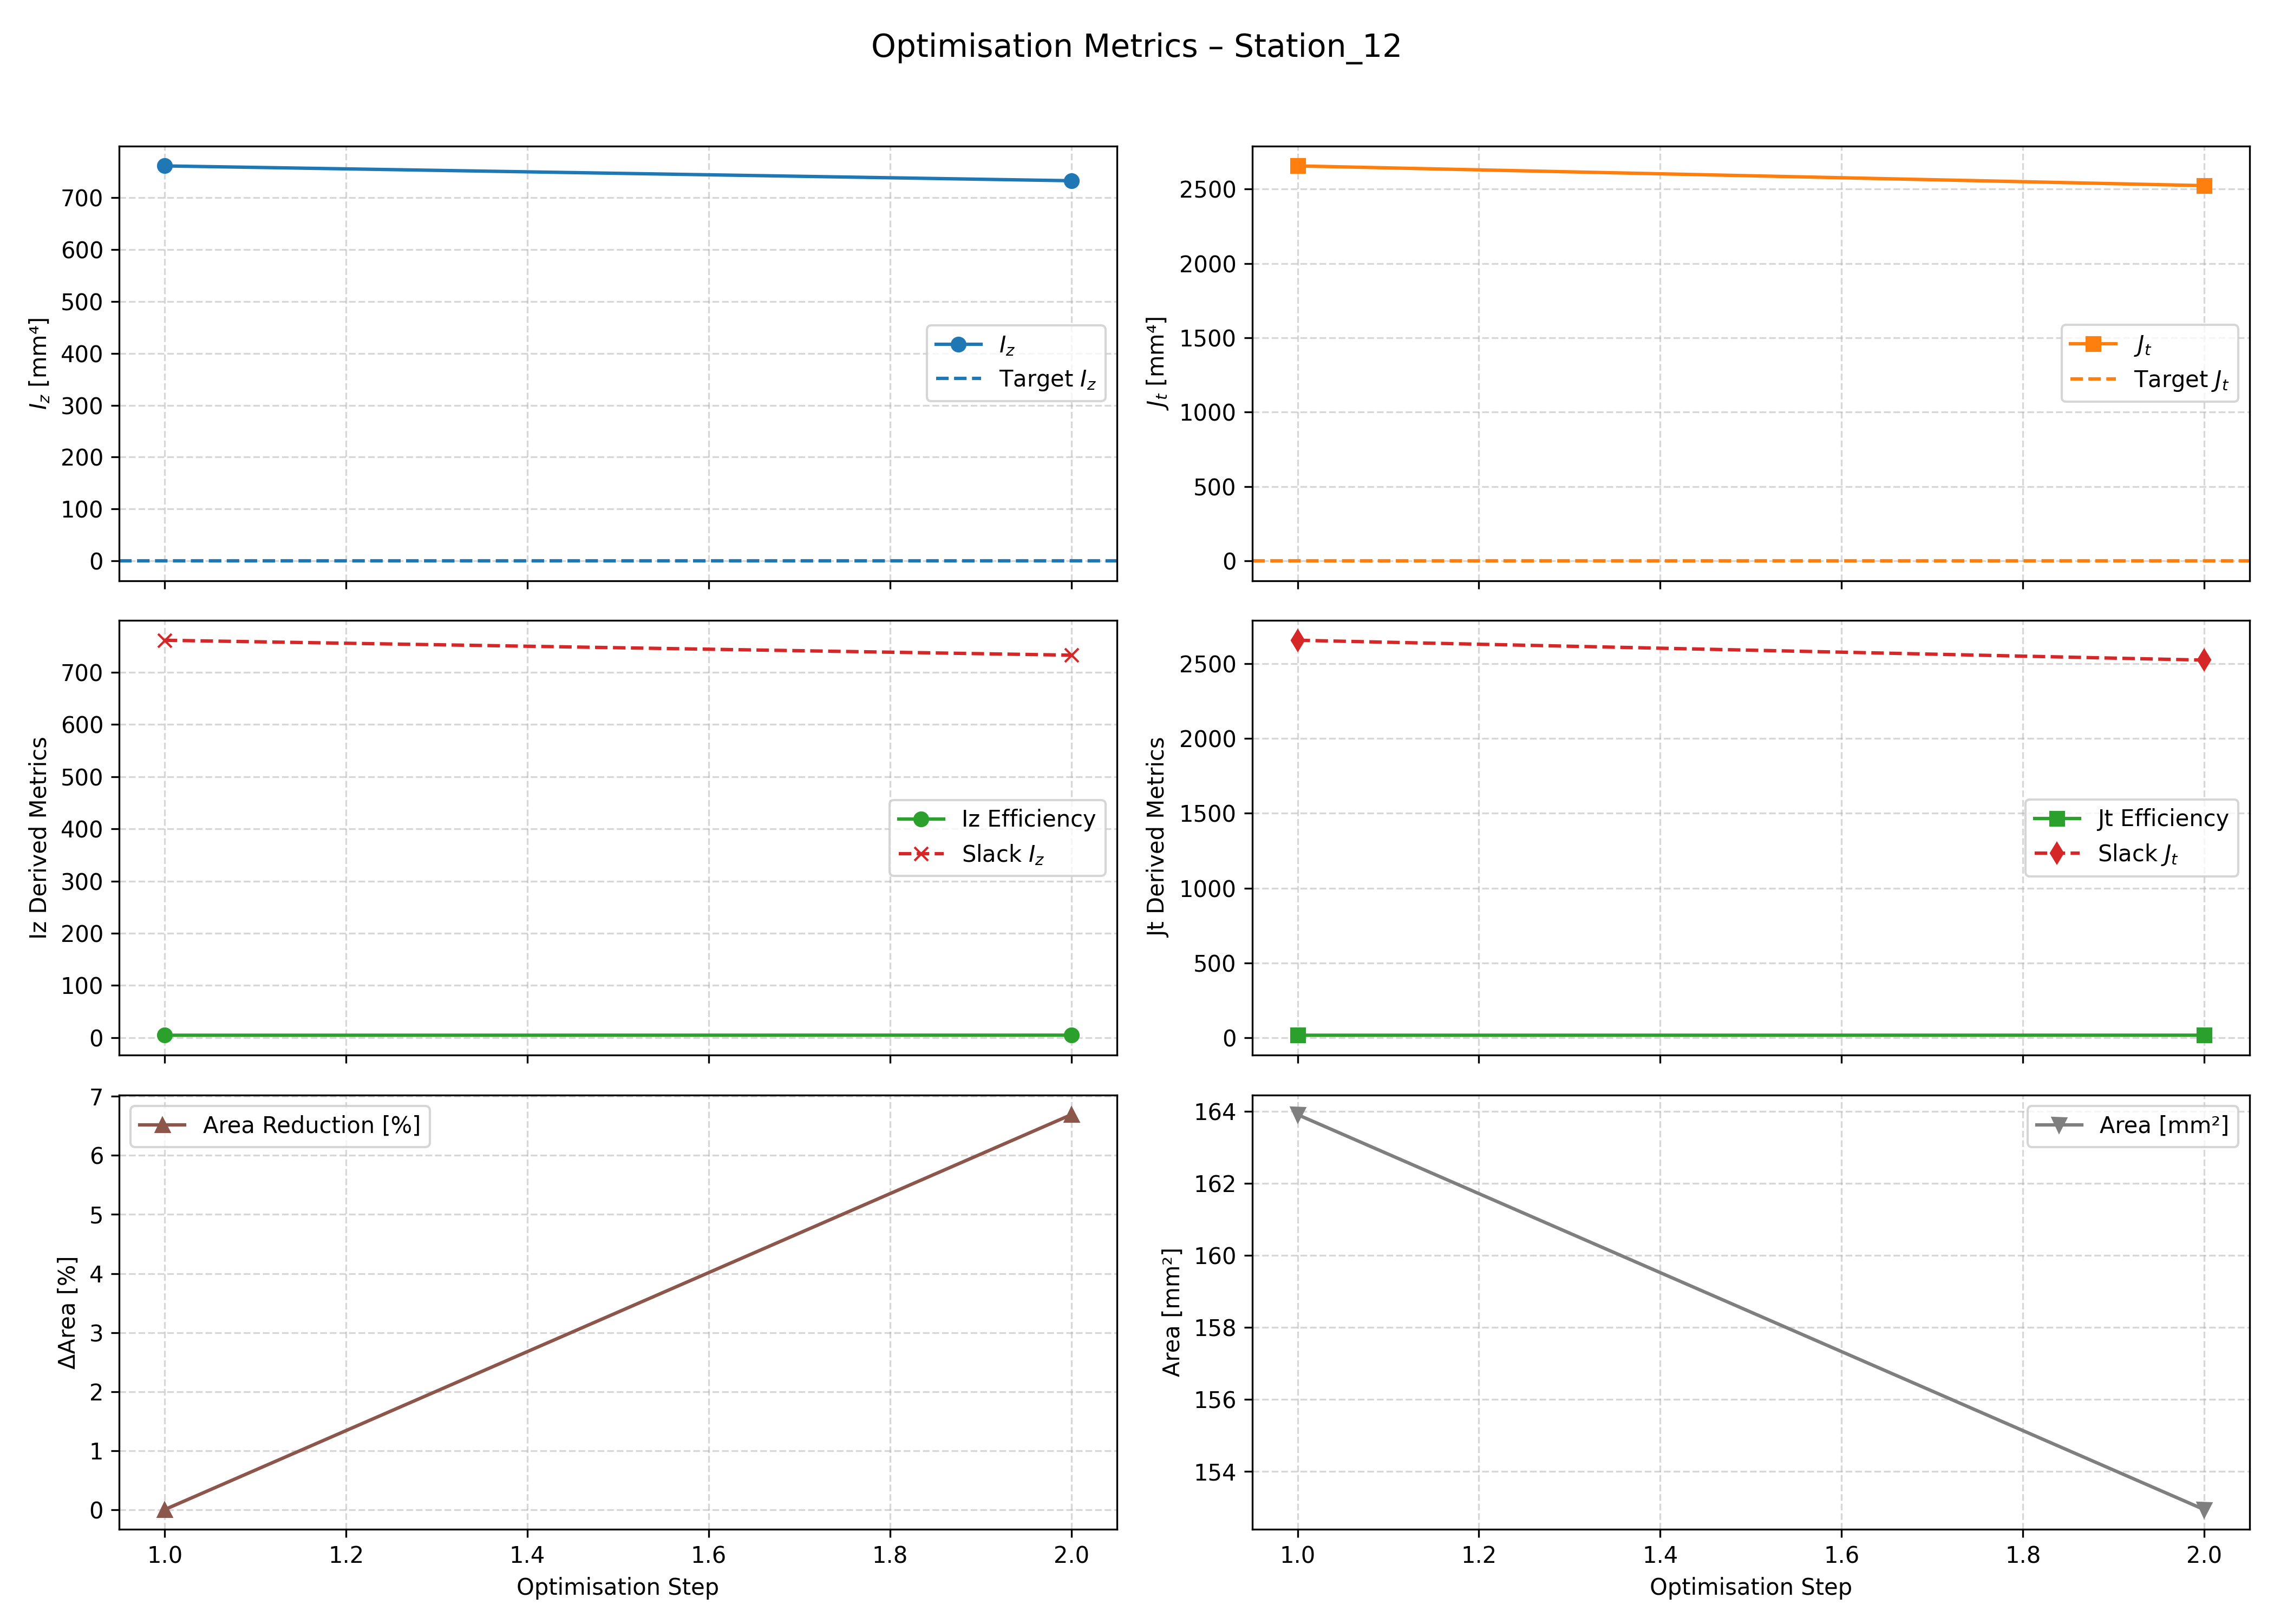 Optimisation Metrics – Station_12
I_z [mm⁴]
700
600
500
400
300
200
100
0
I_z
Target I_z
J_t [mm⁴]
2500
2000
1500
1000
500
0
J_t
Target J_t
Iz Derived Metrics
700
600
500
400
300
200
100
0
Iz Efficiency
Slack I_z
Jt Derived Metrics
2500
2000
1500
1000
500
0
Jt Efficiency
Slack J_t
ΔArea [%]
7
6
5
4
3
2
1
0
Area Reduction [%]
1.0 1.2 1.4 1.6 1.8 2.0
Optimisation Step
Area [mm²]
164
162
160
158
156
154
Area [mm²]
1.0 1.2 1.4 1.6 1.8 2.0
Optimisation Step